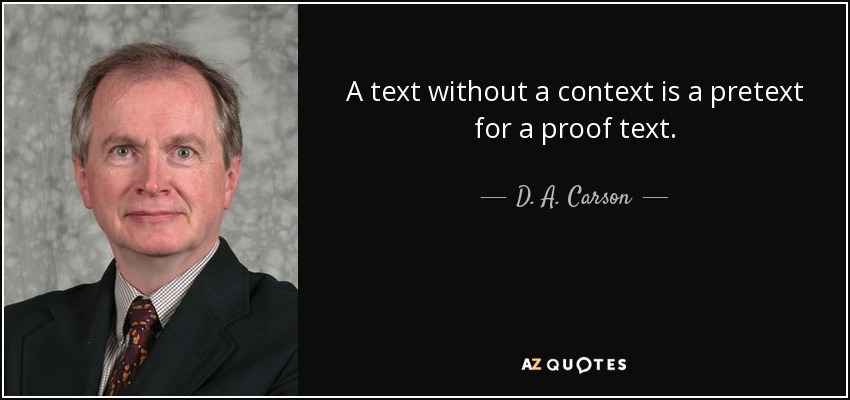 A text without a context is a pretext
for a proof text.
— D. A. Carson —
AZ QUOTES